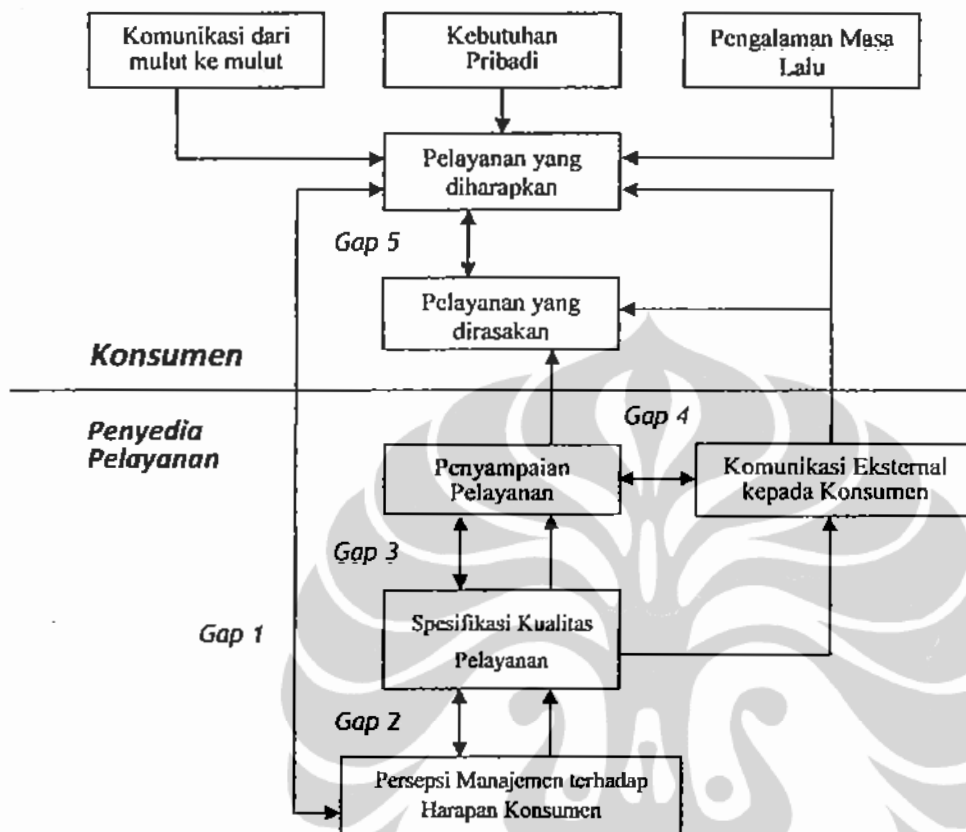 Komunikasi dari
mulut ke mulut
Kebutuhan
Pribadi
Pengalaman Masa
Lalu
Pelayanan yang
diharapkan
Gap 5
Pelayanan yang
dirasakan
Konsumen
Gap 4
Penyedia
Pelayanan
Penyampaian
Pelayanan
Komunikasi Eksternal
kepada Konsumen
Gap 3
Spesifikasi Kualitas
Pelayanan
Gap 1
Gap 2
Persepsi Manajemen terhadap
Harapan Konsumen